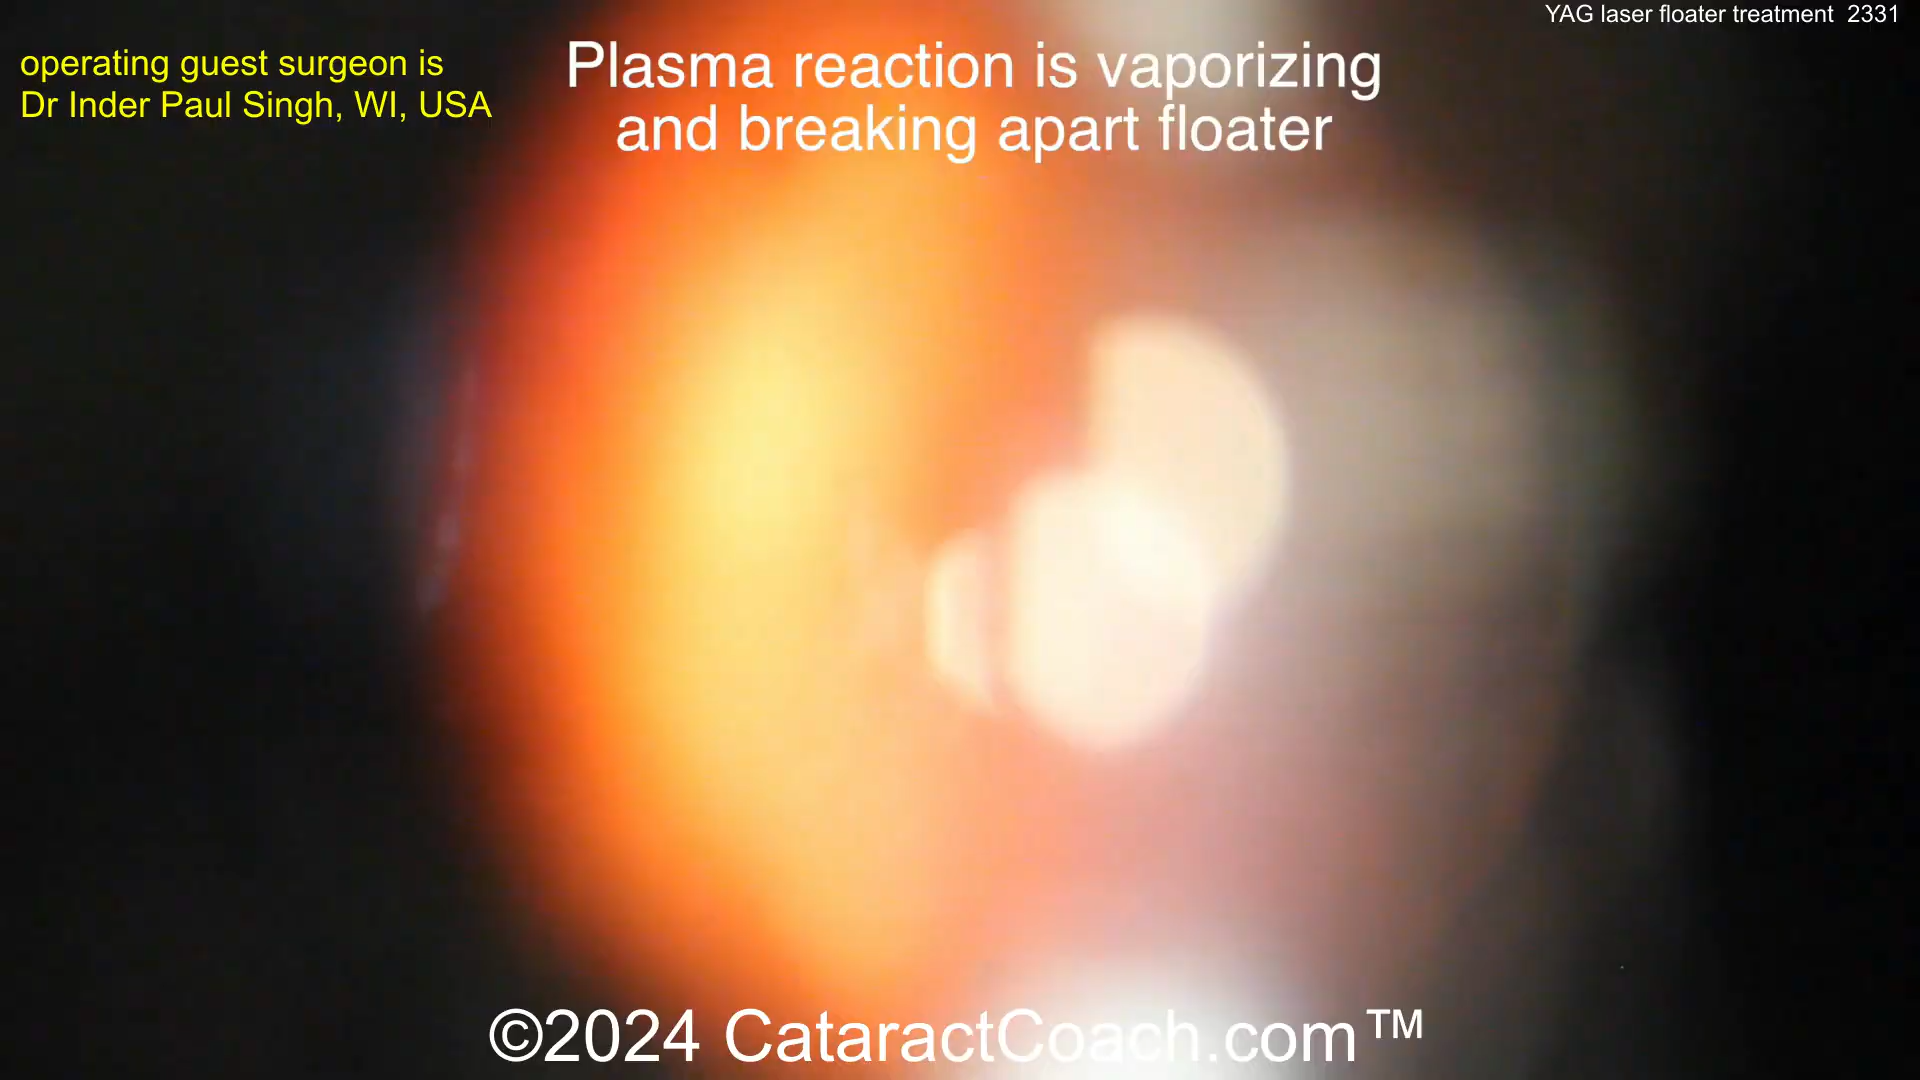 YAG laser floater treatment 2331
operating guest surgeon is
Dr Inder Paul Singh, WI, USA
Plasma reaction is vaporizing
and breaking apart floater
©2024 CataractCoach.com™